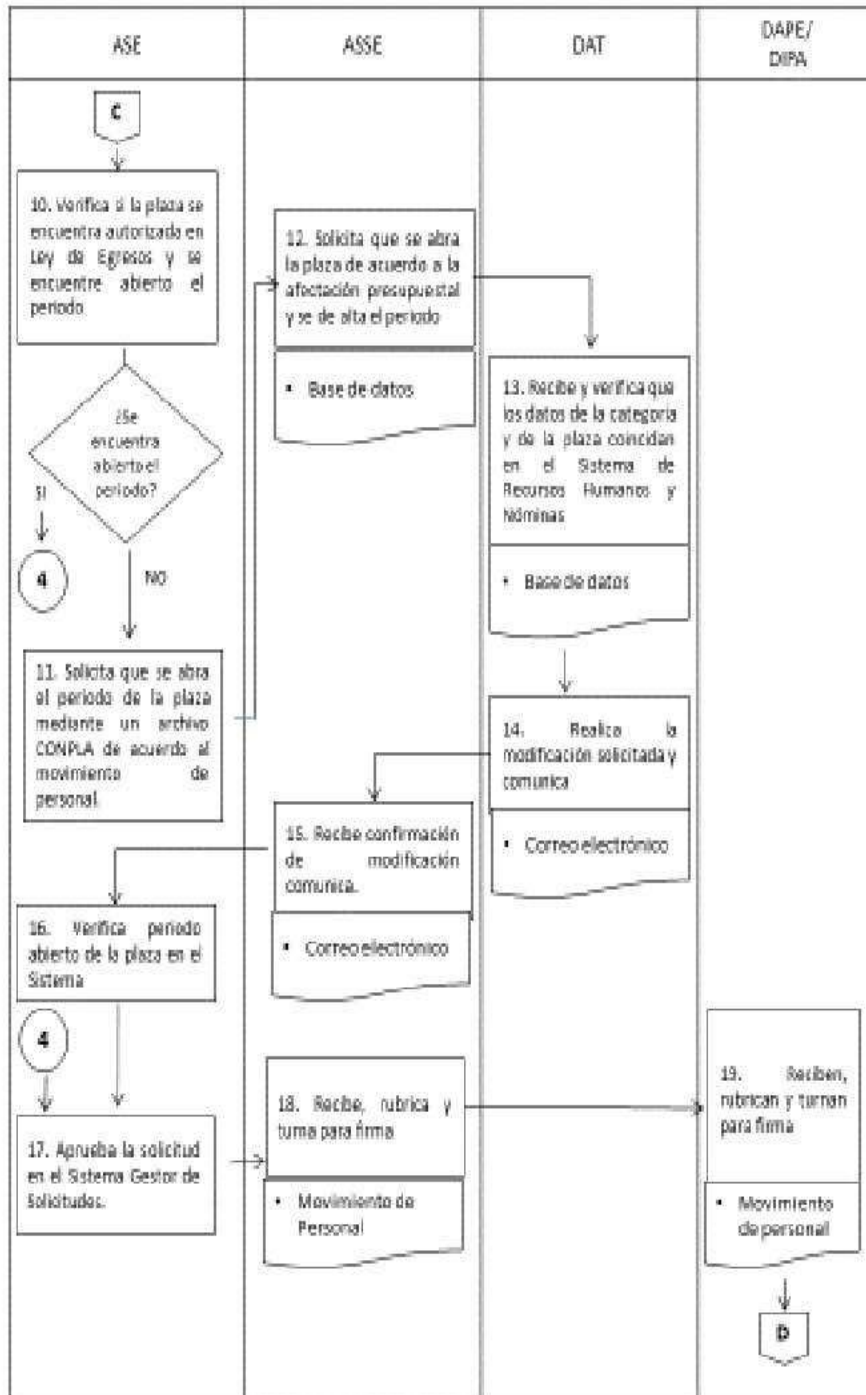 ASE
ASSE
DAT
DAPE/
DIPA
C
10. Verifica si la plaza se
encuentra autorizada en
Ley de Egresos y se
encuentre abierto el
periodo
¿Se
encuentra
abierto el
periodo?
SI
4
NO
11. Solicita que se abra
el periodo de la plaza
mediante un archivo
CONPLA de acuerdo al
movimiento de
personal.
12. Solicita que se abra
la plaza de acuerdo a la
afectación presupuestal
y se de alta el periodo
• Base de datos
13. Recibe y verifica que
los datos de la categoría
y de la plaza coincidan
en el Sistema de
Recursos Humanos y
Nóminas
• Base de datos
14. Realiza la
modificación solicitada y
comunica
• Correo electrónico
15. Recibe confirmación
de modificación
comunica.
• Correo electrónico
16. Verifica periodo
abierto de la plaza en el
Sistema
4
17. Aprueba la solicitud
en el Sistema Gestor de
Solicitudes.
18. Recibe, rubrica y
turna para firma
• Movimiento de
Personal
19. Reciben,
rubrican y turnan
para firma
• Movimiento
de personal
D